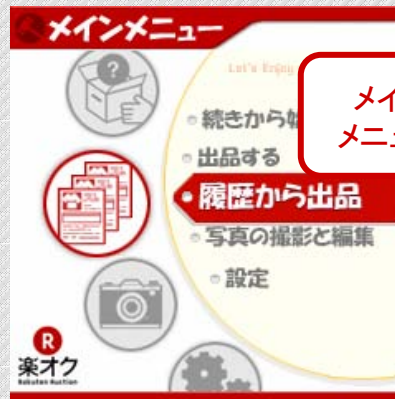 メインメニュー
Let's Enjoy
メイ
メニュ
続きから
出品する
履歴から出品
写真の撮影と編集
設定
?
R
楽オク
Rakuten Auction